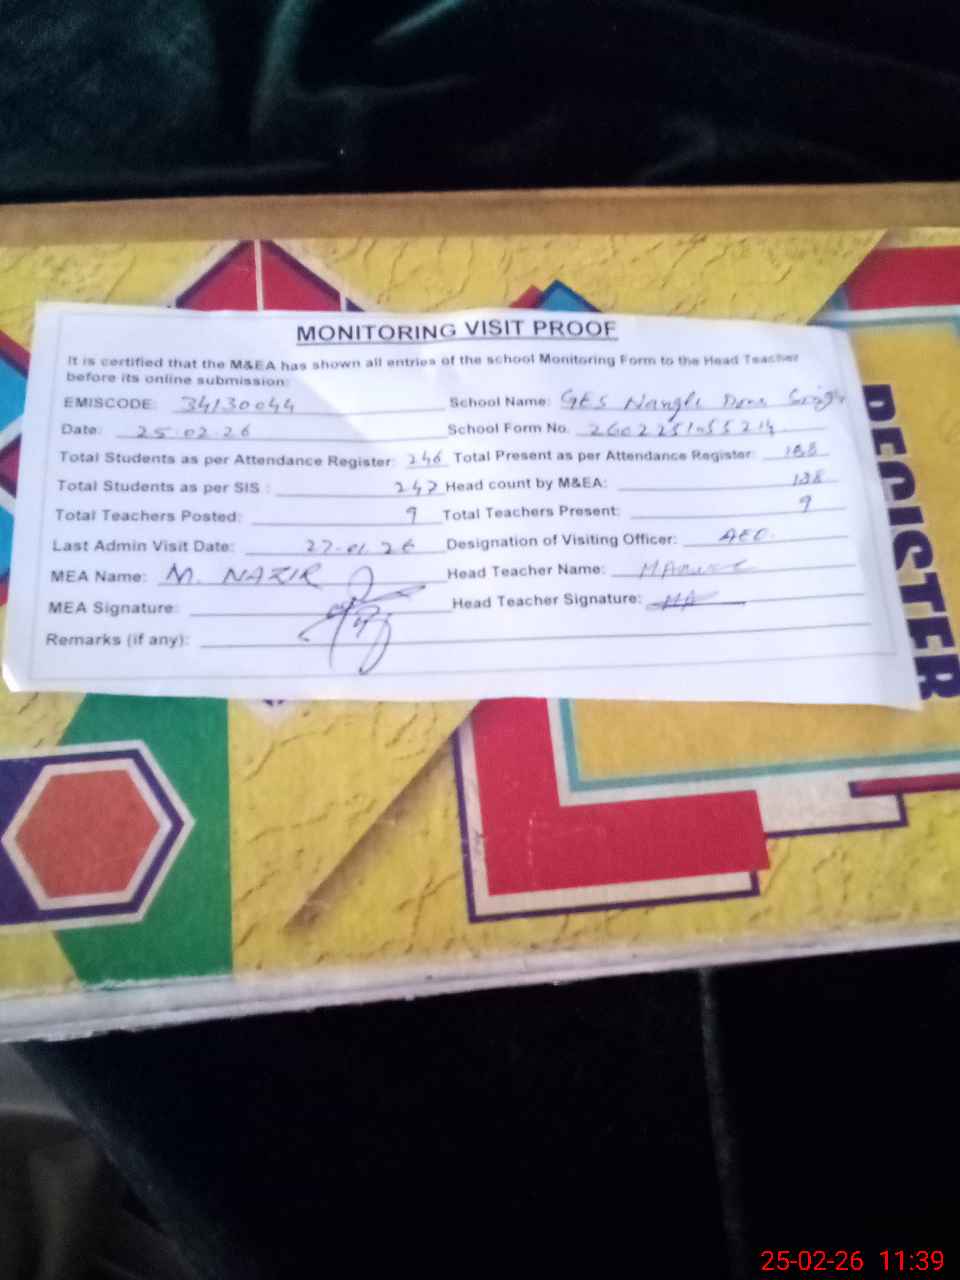 MONITORING VISIT PROOF
It is certified that the M&EA has shown all entries of the school Monitoring Form to the Head Teacher
before its online submission:
EMISCODE: 34130044 School Name: GES Nangli Singh
Date: 25.02.26 School Form No.
Total Students as per Attendance Register: 246 Total Present as per Attendance Register:
Total Students as per SIS : 247 Head count by M&EA: 138
Total Teachers Posted: 9 Total Teachers Present: 9
Last Admin Visit Date: 27.01.26 Designation of Visiting Officer: AEO.
MEA Name: M. NAZIR Head Teacher Name:
MEA Signature: Head Teacher Signature:
Remarks (if any):
REGISTER
25-02-26 11:39